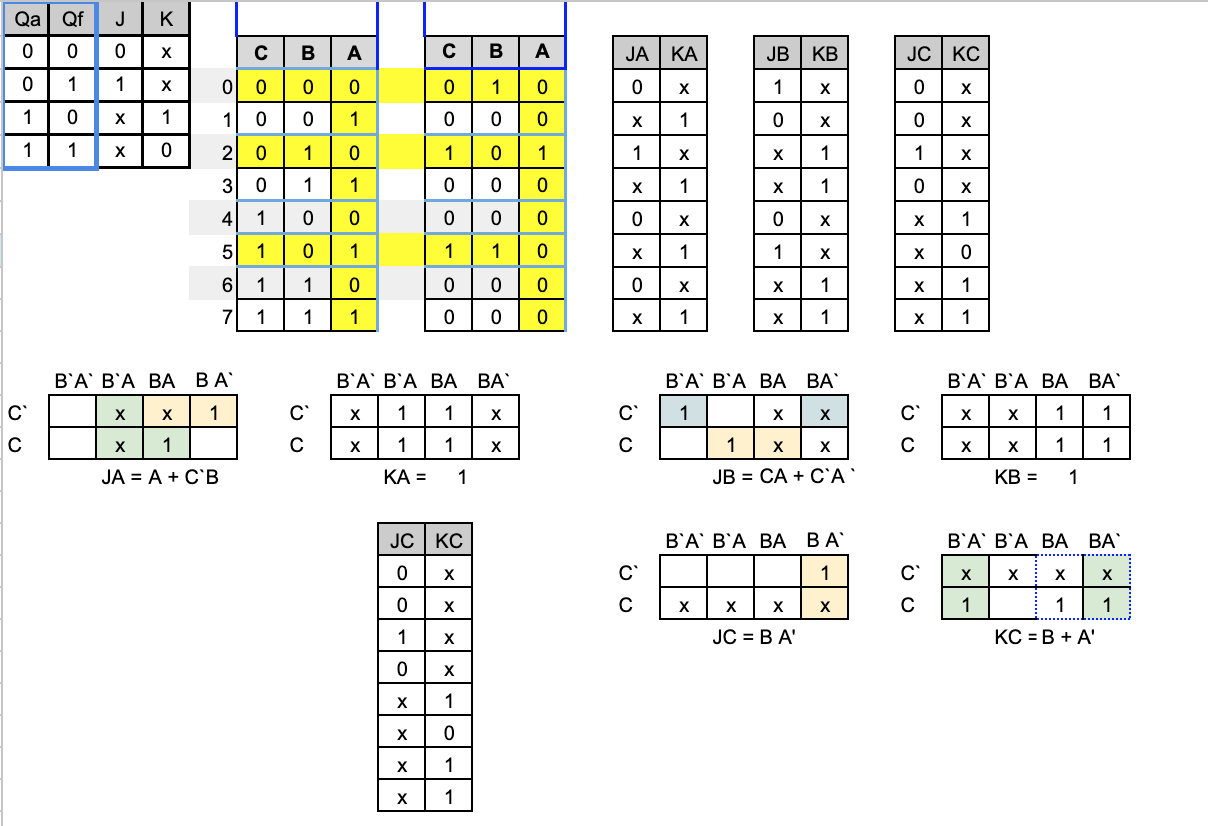 Qa Qf J K
0 0 0 x
0 1 1 x
1 0 x 1
1 1 x 0
C B A C B A JA KA JB KB JC KC
0 0 0 0 0 1 0 0 x 1 x 0 x
1 0 0 1 0 0 0 x 1 0 x 0 x
2 0 1 0 1 0 1 1 x x 1 1 x
3 0 1 1 0 0 0 x 1 x 1 0 x
4 1 0 0 0 0 0 0 x 0 x x 1
5 1 0 1 1 1 0 x 1 1 x x 0
6 1 1 0 0 0 0 0 x x 1 x 1
7 1 1 1 0 0 0 x 1 x 1 x 1
B`A` B`A BA B A` B`A` B`A BA BA` B`A` B`A BA BA` B`A` B`A BA BA`
C` x x 1 C` x 1 1 x C` 1 x x C` x x 1 1
C x 1 C x 1 1 x C 1 x x C x x 1 1
JA = A + C`B KA = 1 JB = CA + C`A ` KB = 1
JC KC
0 x
0 x
1 x
0 x
x 1
x 0
x 1
x 1
B`A` B`A BA B A` B`A` B`A BA BA`
C` 1 C` x x x x
C x x x x C 1 1 1
JC = B A' KC = B + A'